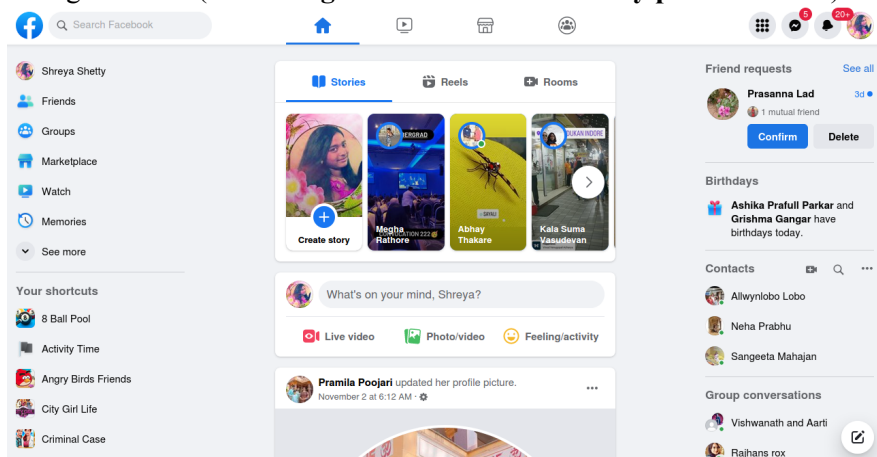 Search Facebook
5
20+
Shreya Shetty
Friends
Groups
Marketplace
Watch
Memories
See more
Your shortcuts
8 Ball Pool
Activity Time
Angry Birds Friends
City Girl Life
Criminal Case
Stories
Reels
Rooms
Create story
ERGRAD
Megha
Rathore
Abhay
Thakare
DUKAN INDORE
Kala Suma
Vasudevan
What's on your mind, Shreya?
Live video
Photo/video
Feeling/activity
Pramila Poojari updated her profile picture.
November 2 at 6:12 AM ·
Friend requests
See all
Prasanna Lad
3d
1 mutual friend
Confirm
Delete
Birthdays
Ashika Prafull Parkar and
Grishma Gangar have
birthdays today.
Contacts
Allwynlobo Lobo
Neha Prabhu
Sangeeta Mahajan
Group conversations
Vishwanath and Aarti
Raihans rox